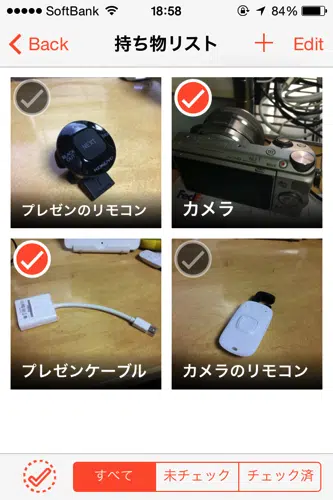 SoftBank 18:58 84%
Back 持ち物リスト + Edit
プレゼンのリモコン
カメラ
プレゼンケーブル
カメラのリモコン
すべて 未チェック チェック済